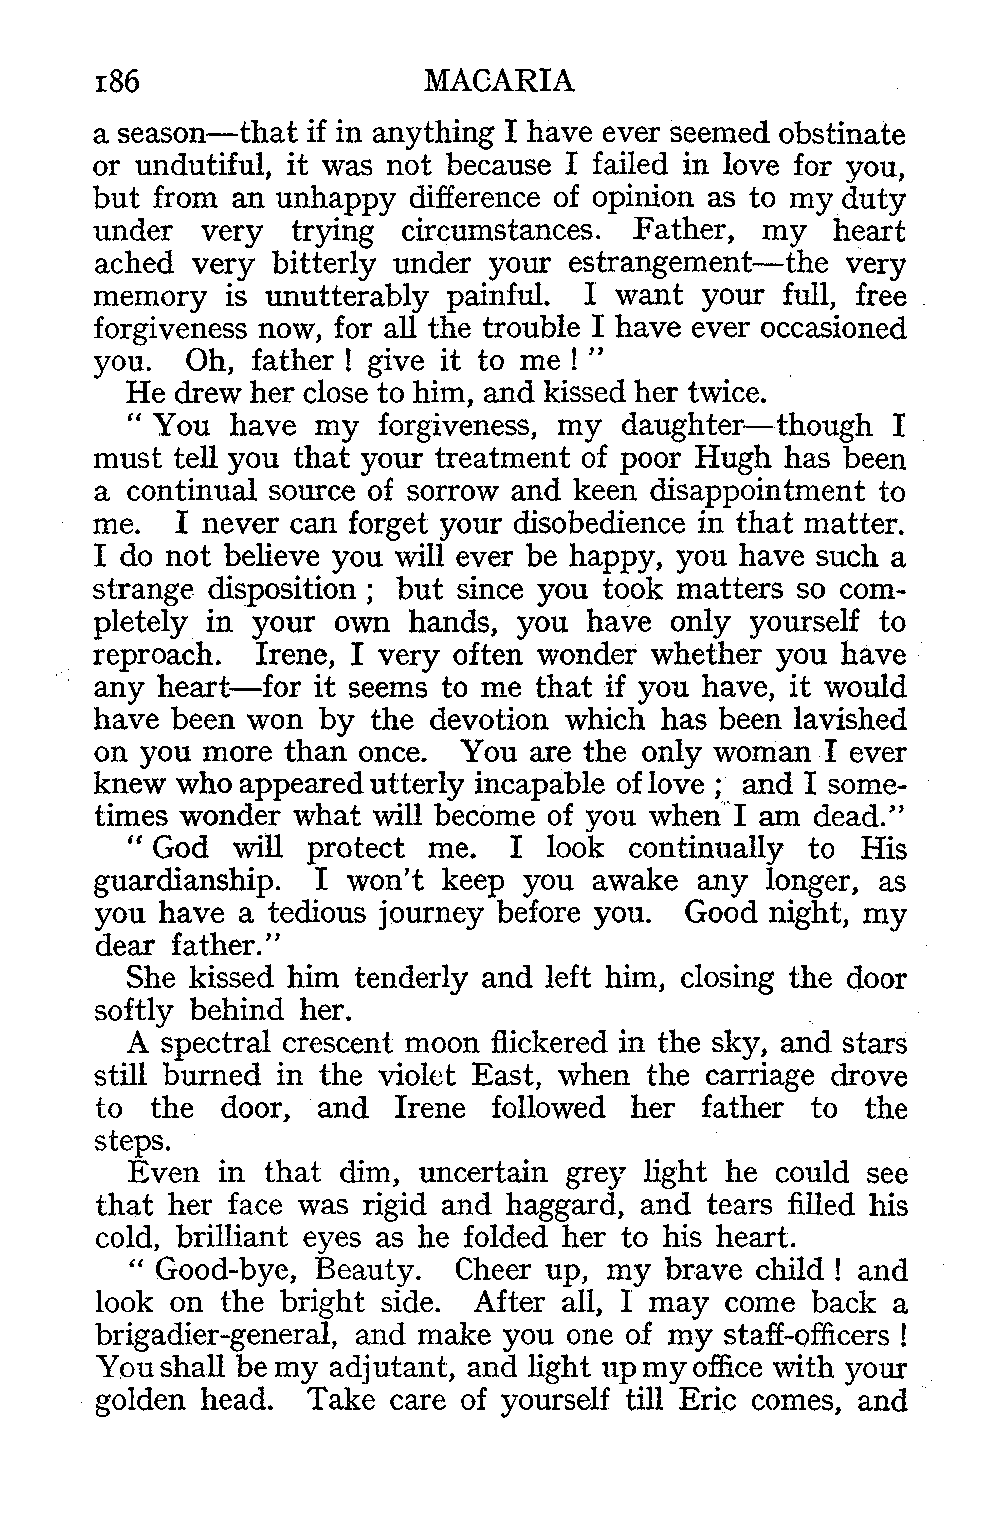 186 MACARIA
a season—that if in anything I have ever seemed obstinate
or undutiful, it was not because I failed in love for you,
but from an unhappy difference of opinion as to my duty
under very trying circumstances. Father, my heart
ached very bitterly under your estrangement—the very
memory is unutterably painful. I want your full, free
forgiveness now, for all the trouble I have ever occasioned
you. Oh, father ! give it to me ! ”
He drew her close to him, and kissed her twice.
“ You have my forgiveness, my daughter—though I
must tell you that your treatment of poor Hugh has been
a continual source of sorrow and keen disappointment to
me. I never can forget your disobedience in that matter.
I do not believe you will ever be happy, you have such a
strange disposition ; but since you took matters so com-
pletely in your own hands, you have only yourself to
reproach. Irene, I very often wonder whether you have
any heart—for it seems to me that if you have, it would
have been won by the devotion which has been lavished
on you more than once. You are the only woman I ever
knew who appeared utterly incapable of love ; and I some-
times wonder what will become of you when I am dead.”
“ God will protect me. I look continually to His
guardianship. I won't keep you awake any longer, as
you have a tedious journey before you. Good night, my
dear father.”
She kissed him tenderly and left him, closing the door
softly behind her.
A spectral crescent moon flickered in the sky, and stars
still burned in the violet East, when the carriage drove
to the door, and Irene followed her father to the
steps.
Even in that dim, uncertain grey light he could see
that her face was rigid and haggard, and tears filled his
cold, brilliant eyes as he folded her to his heart.
“ Good-bye, Beauty. Cheer up, my brave child ! and
look on the bright side. After all, I may come back a
brigadier-general, and make you one of my staff-officers !
You shall be my adjutant, and light up my office with your
golden head. Take care of yourself till Eric comes, and